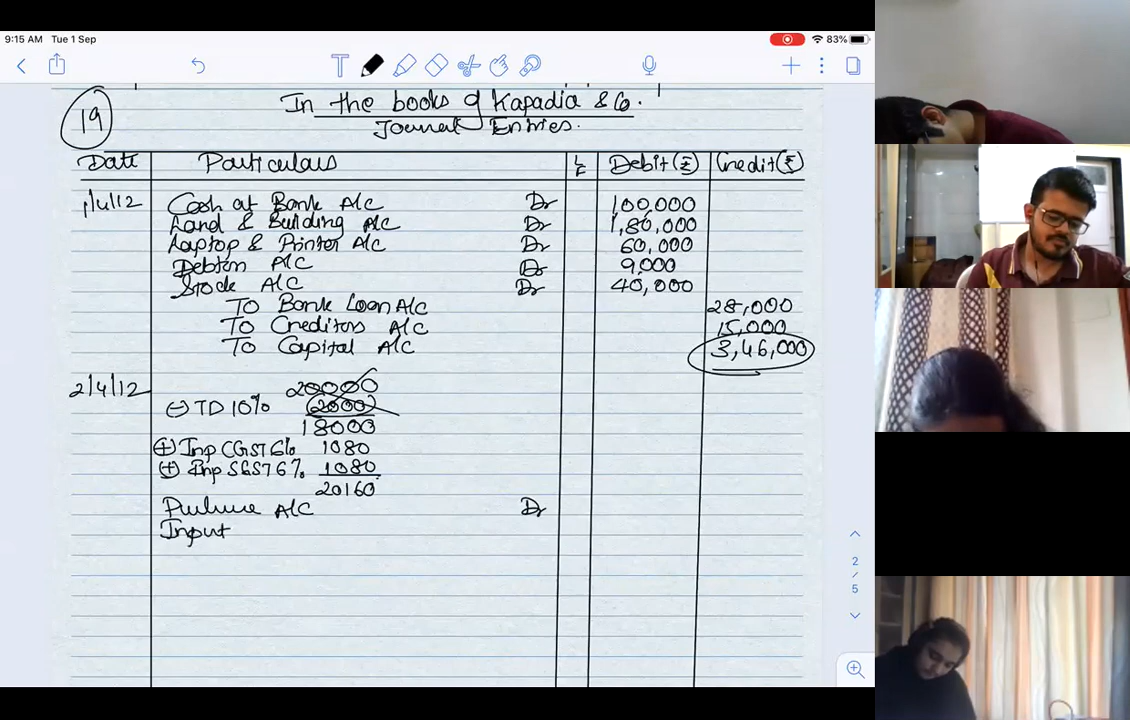 9:15 AM Tue 1 Sep 83%
19 In the books of Kapadia & Co.
Journal Entries.
Date Particulars L F Debit (₹) Credit (₹)
1/4/12 Cash at Bank A/C Dr 100,000
Land & Building A/C Dr 1,80,000
Laptop & Printer A/C Dr 60,000
Debtors A/C Dr 9,000
Stock A/C Dr 40,000
To Bank Loan A/C 28,000
To Creditors A/C 15,000
To Capital A/C 3,46,000
2/4/12 20000
(-) TD 10% (2000)
18000
(+) Inp CGST 6% 1080
(+) Inp SGST 6% 1080
20160
Purchase A/C Dr
Input
2
/
5